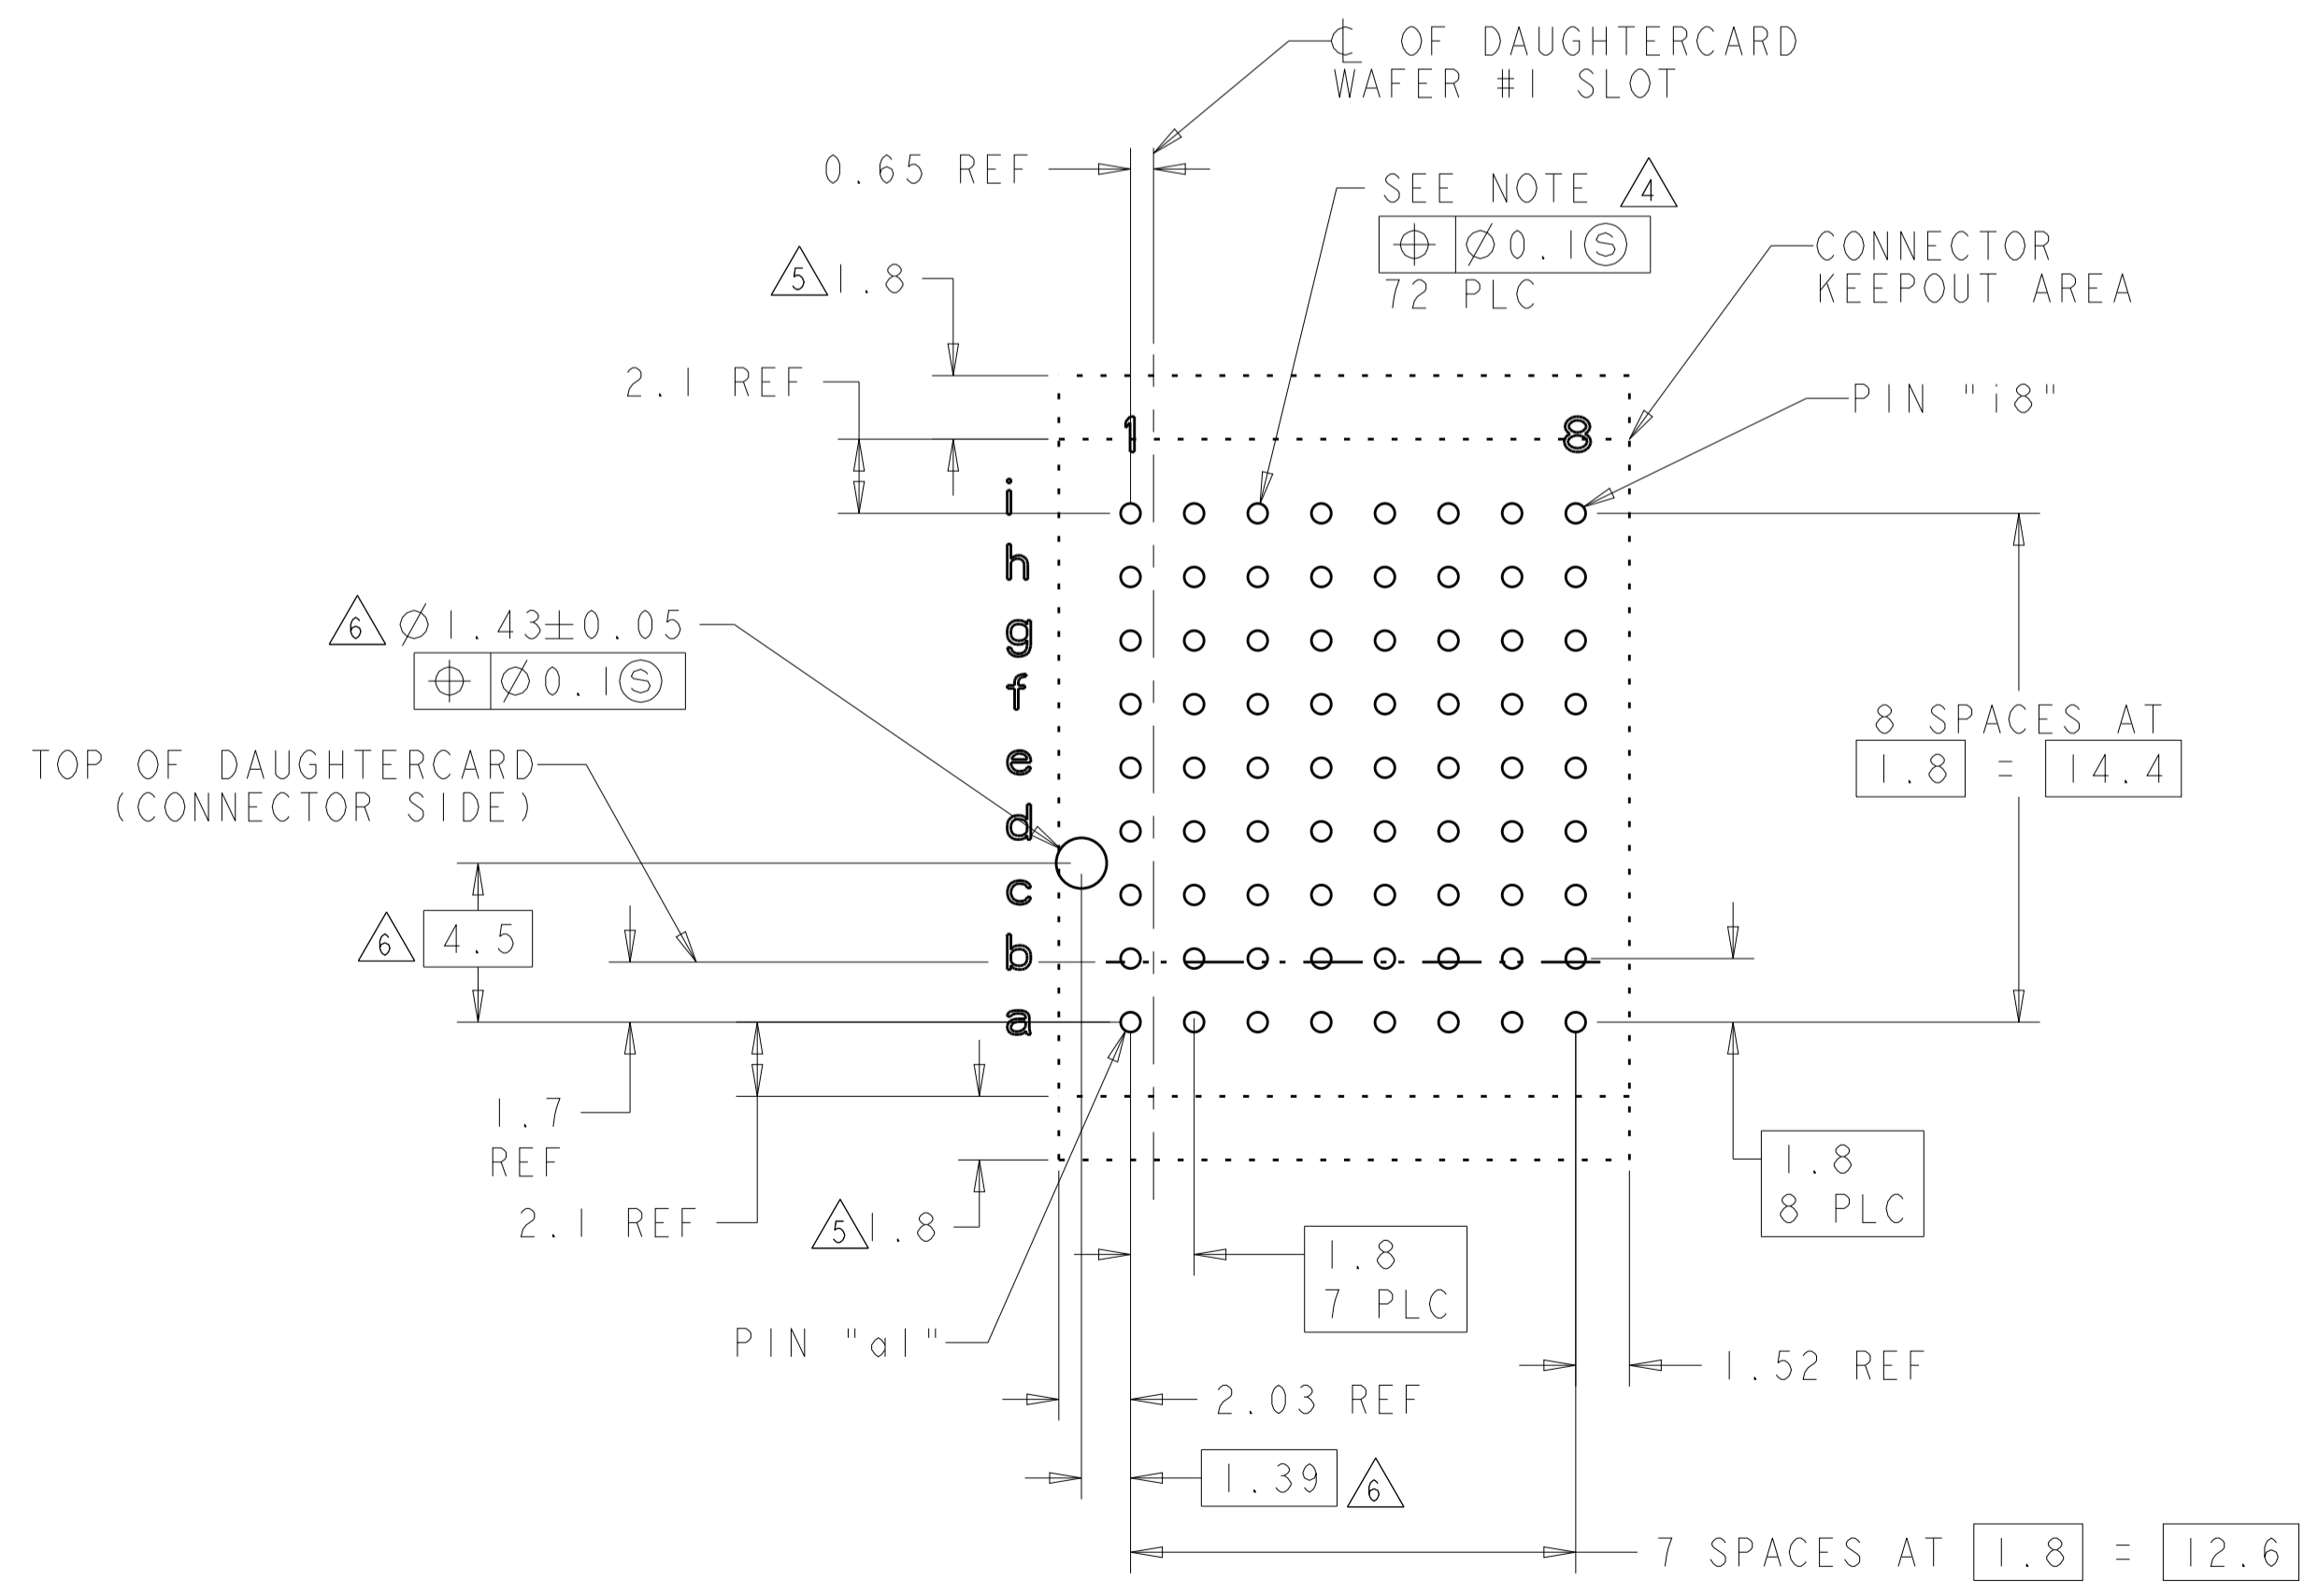 ℄ OF DAUGHTERCARD
WAFER #1 SLOT
0.65 REF
SEE NOTE 4
⌖ ⌀0.1Ⓢ
72 PLC
CONNECTOR
KEEPOUT AREA
5 1.8
2.1 REF
PIN "i8"
1 8
i
h
g
f
e
d
c
b
a
6 ⌀1.43±0.05
⌖ ⌀0.1Ⓢ
TOP OF DAUGHTERCARD
(CONNECTOR SIDE)
8 SPACES AT
1.8 = 14.4
6 4.5
1.7
REF
2.1 REF
5 1.8
1.8
8 PLC
1.8
7 PLC
PIN "a1"
1.52 REF
2.03 REF
1.39 6
7 SPACES AT 1.8 = 12.6